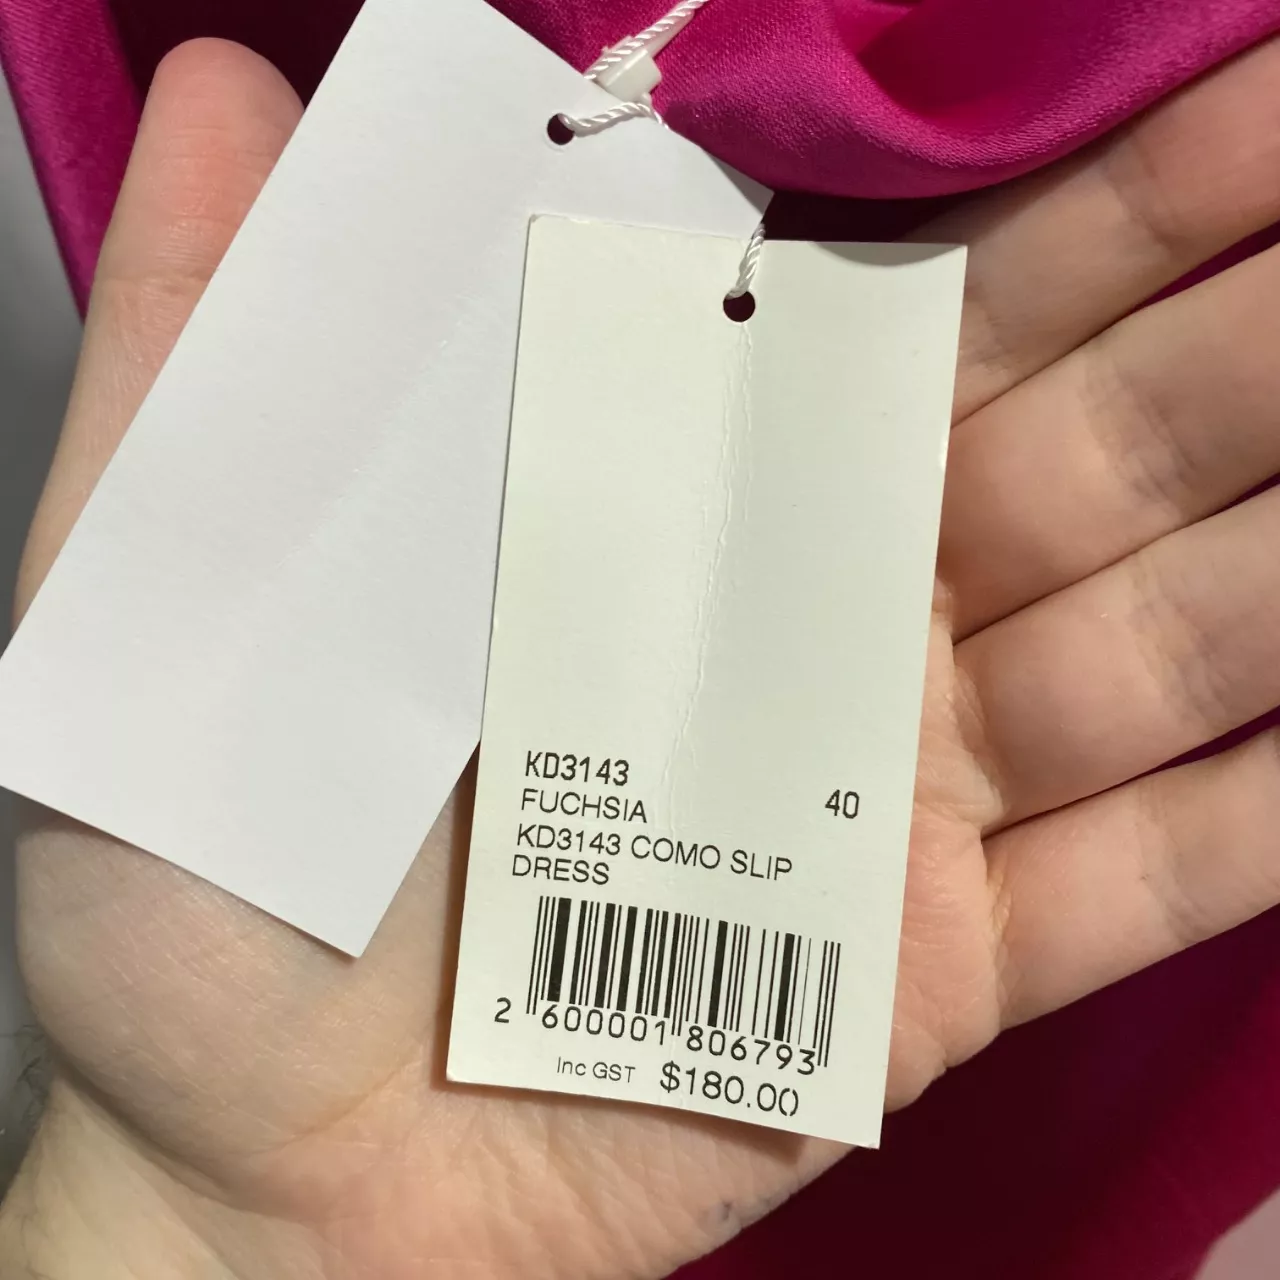 KD3143
FUCHSIA 40
KD3143 COMO SLIP
DRESS
2 600001 806793
Inc GST $180.00